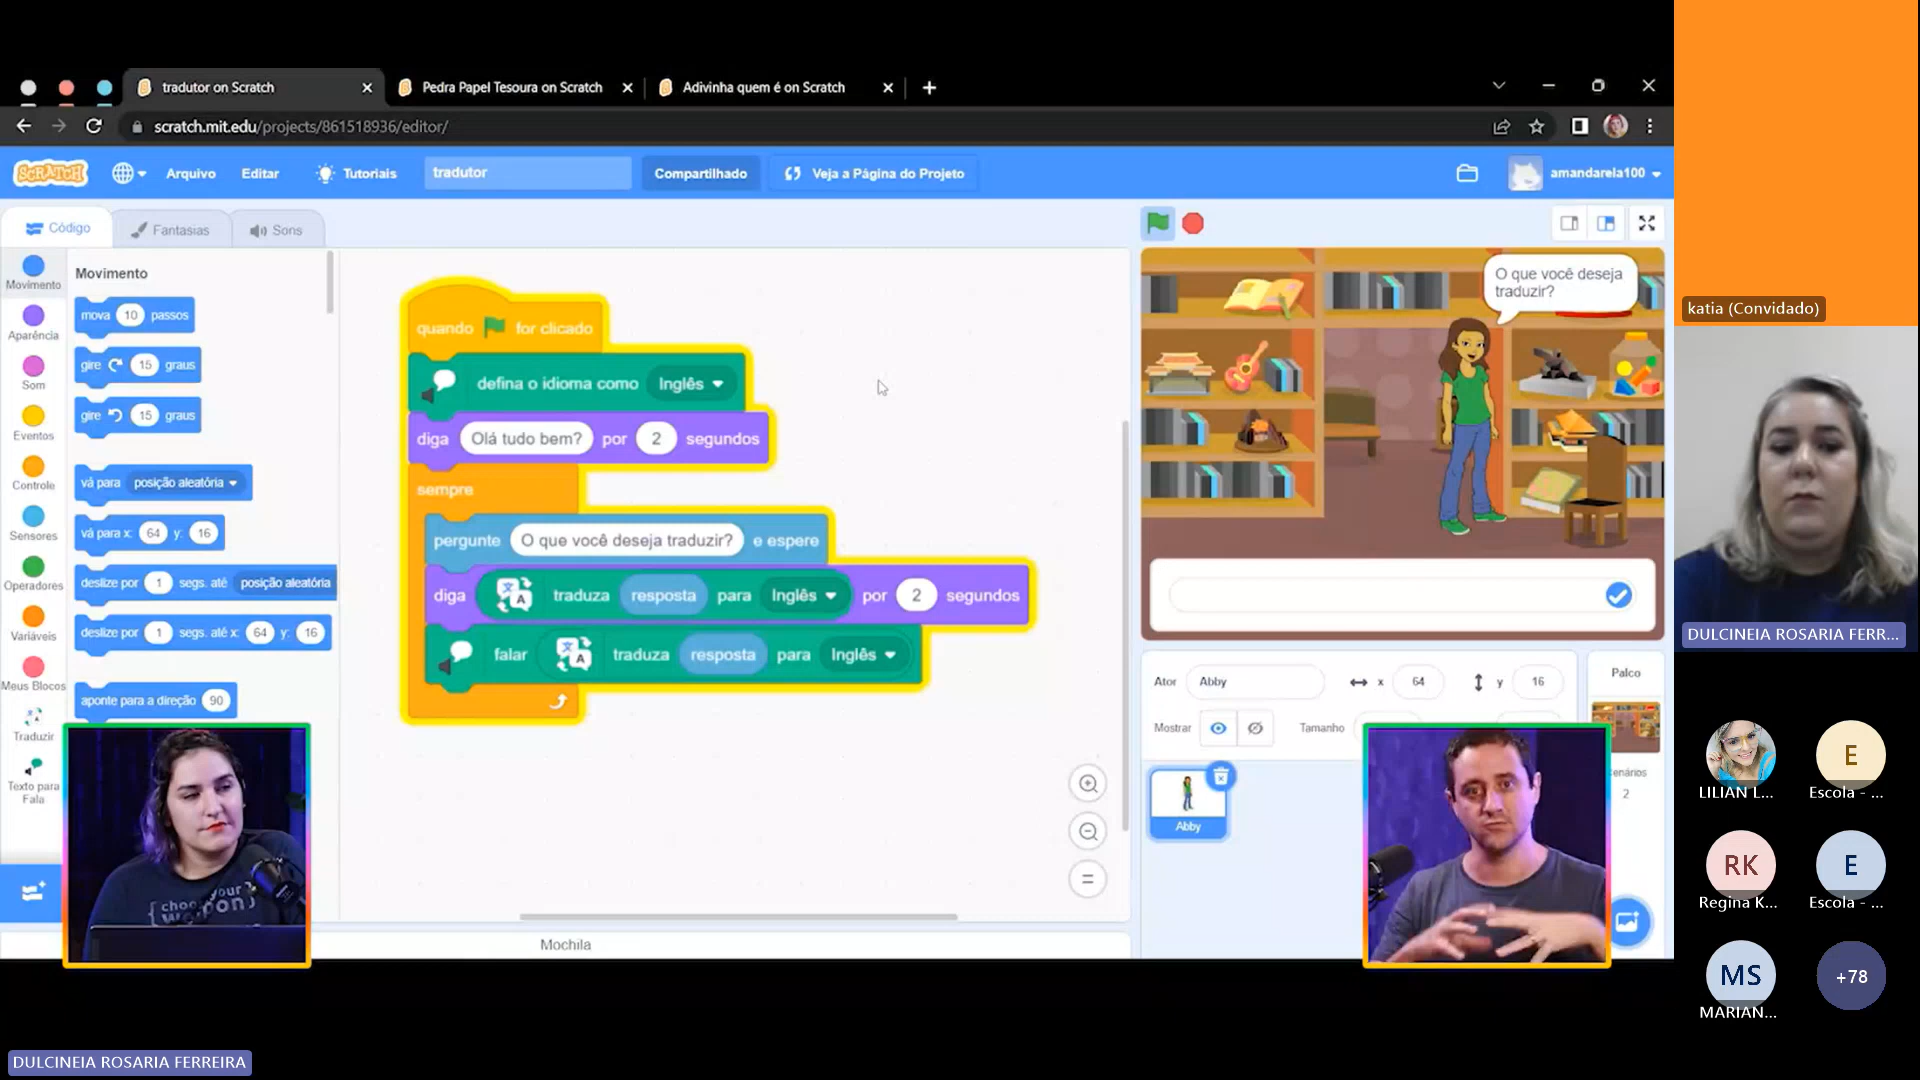 tradutor on Scratch
Pedra Papel Tesoura on Scratch
Adivinha quem é on Scratch
scratch.mit.edu/projects/861518936/editor/
SCRATCH
Arquivo
Editar
Tutoriais
tradutor
Compartilhado
Veja a Página do Projeto
amandarela100
Código
Fantasias
Sons
Movimento
Aparência
Som
Eventos
Controle
Sensores
Operadores
Variáveis
Meus Blocos
Traduzir
Texto para
Fala
Movimento
mova 10 passos
gire 15 graus
gire 15 graus
vá para posição aleatória
vá para x: 64 y: 16
deslize por 1 segs. até posição aleatória
deslize por 1 segs. até x: 64 y: 16
aponte para a direção 90
quando for clicado
defina o idioma como Inglês
diga Olá tudo bem? por 2 segundos
sempre
pergunte O que você deseja traduzir? e espere
diga traduza resposta para Inglês por 2 segundos
falar traduza resposta para Inglês
Mochila
O que você deseja
traduzir?
Ator Abby x 64 y 16
Mostrar Tamanho
Abby
Palco
2
choo your
katia (Convidado)
DULCINEIA ROSARIA FERR...
LILIAN L...
E
Escola - ...
RK
Regina K...
E
Escola - ...
MS
MARIAN...
+78
DULCINEIA ROSARIA FERREIRA